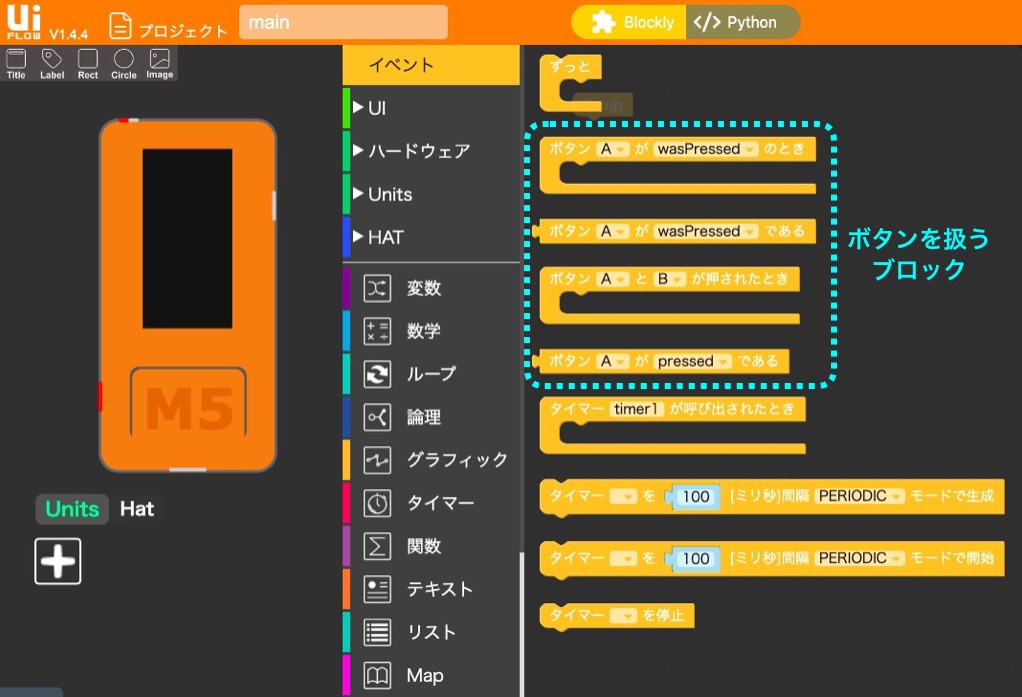 Ui
FLOW V1.4.4
プロジェクト
main
Blockly
</> Python
Title
Label
Rect
Circle
Image
M5
Units
Hat
イベント
UI
ハードウェア
Units
HAT
変数
数学
ループ
論理
グラフィック
タイマー
関数
テキスト
リスト
Map
ずっと
ボタン A が wasPressed のとき
ボタン A が wasPressed である
ボタン A と B が押されたとき
ボタン A が pressed である
ボタンを扱う
ブロック
タイマー timer1 が呼び出されたとき
タイマー を 100 [ミリ秒]間隔 PERIODIC モードで生成
タイマー を 100 [ミリ秒]間隔 PERIODIC モードで開始
タイマー を停止